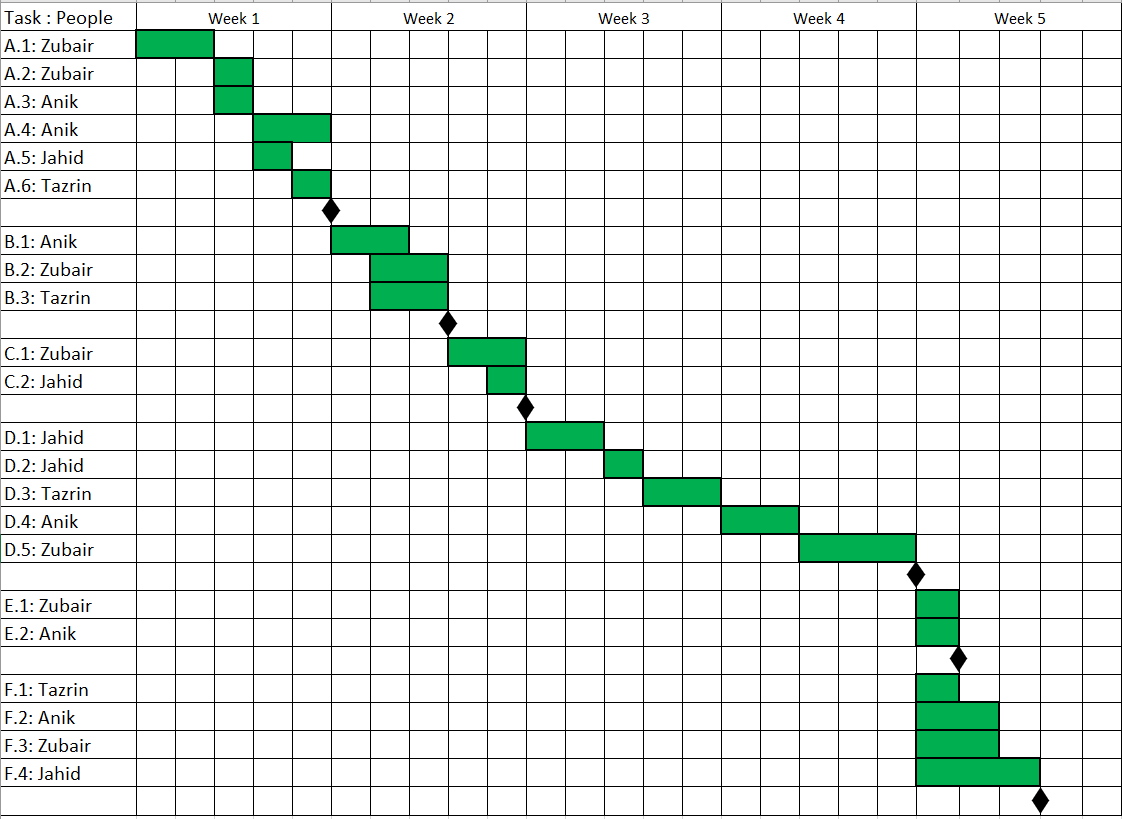 Task : People Week 1 Week 2 Week 3 Week 4 Week 5
A.1: Zubair
A.2: Zubair
A.3: Anik
A.4: Anik
A.5: Jahid
A.6: Tazrin
B.1: Anik
B.2: Zubair
B.3: Tazrin
C.1: Zubair
C.2: Jahid
D.1: Jahid
D.2: Jahid
D.3: Tazrin
D.4: Anik
D.5: Zubair
E.1: Zubair
E.2: Anik
F.1: Tazrin
F.2: Anik
F.3: Zubair
F.4: Jahid